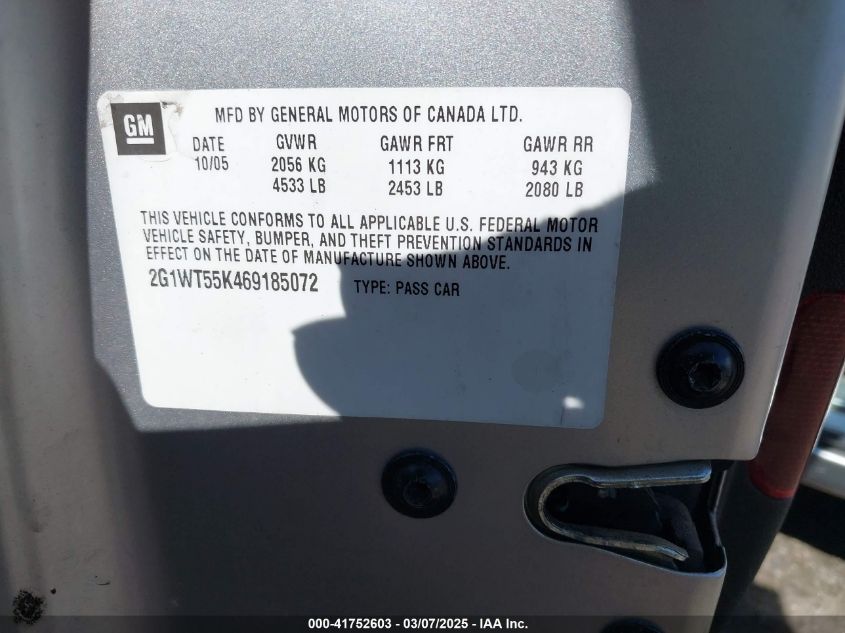 GM
MFD BY GENERAL MOTORS OF CANADA LTD.
DATE GVWR GAWR FRT GAWR RR
10/05 2056 KG 1113 KG 943 KG
4533 LB 2453 LB 2080 LB
THIS VEHICLE CONFORMS TO ALL APPLICABLE U.S. FEDERAL MOTOR
VEHICLE SAFETY, BUMPER, AND THEFT PREVENTION STANDARDS IN
EFFECT ON THE DATE OF MANUFACTURE SHOWN ABOVE.
2G1WT55K469185072 TYPE: PASS CAR
000-41752603 - 03/07/2025 - IAA Inc.